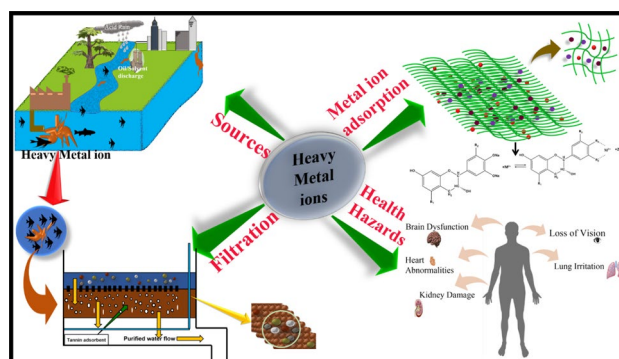 Acid Rain
Oil/Solvent
discharge
Heavy Metal ion
Sources
Metal ion
adsorption
Heavy
Metal
ions
Filtration
Health
Hazards
Brain Dysfunction
Loss of Vision
Heart
Abnormalities
Lung Irritation
Kidney Damage
Tannin adsorbent
Purified water flow